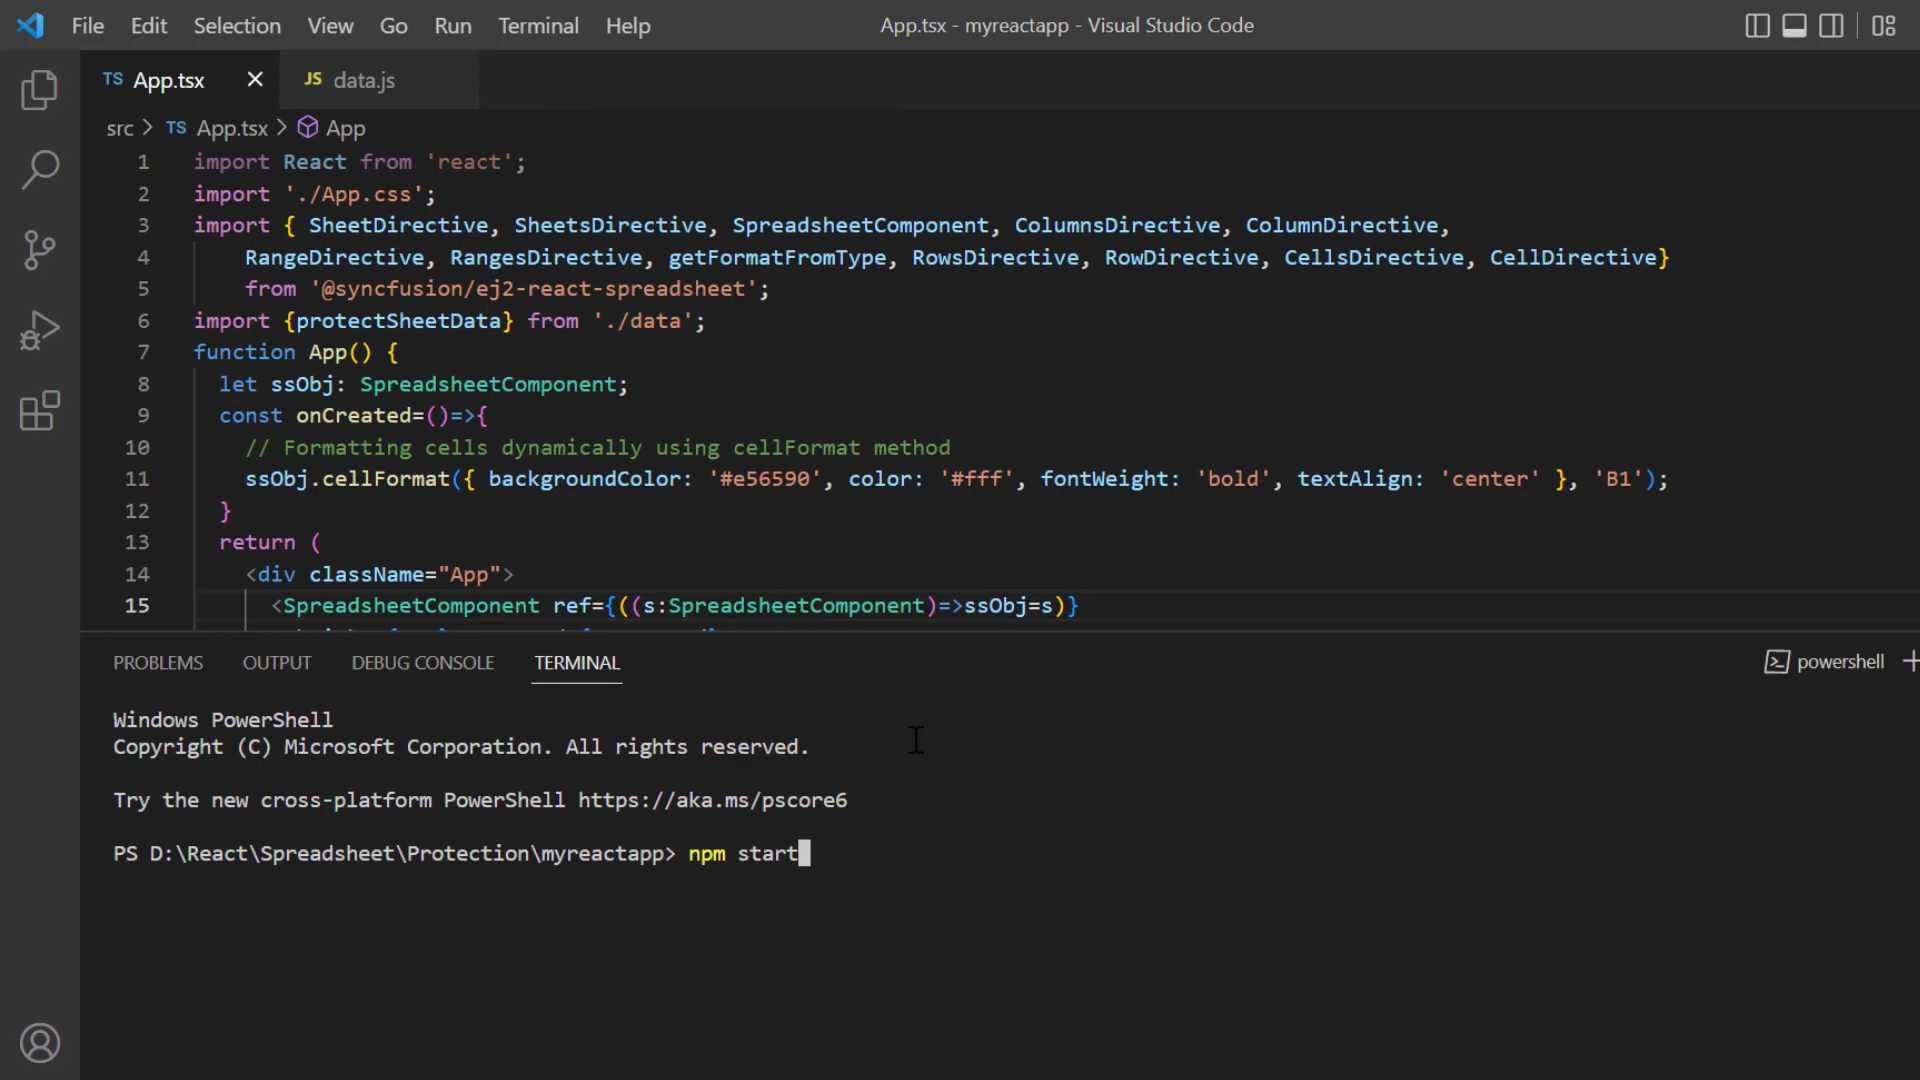 File Edit Selection View Go Run Terminal Help App.tsx - myreactapp - Visual Studio Code
TS App.tsx JS data.js
src > TS App.tsx > App
1 import React from 'react';
2 import './App.css';
3 import { SheetDirective, SheetsDirective, SpreadsheetComponent, ColumnsDirective, ColumnDirective,
4 RangeDirective, RangesDirective, getFormatFromType, RowsDirective, RowDirective, CellsDirective, CellDirective}
5 from '@syncfusion/ej2-react-spreadsheet';
6 import {protectSheetData} from './data';
7 function App() {
8 let ssObj: SpreadsheetComponent;
9 const onCreated=()=>{
10 // Formatting cells dynamically using cellFormat method
11 ssObj.cellFormat({ backgroundColor: '#e56590', color: '#fff', fontWeight: 'bold', textAlign: 'center' }, 'B1');
12 }
13 return (
14 <div className="App">
15 <SpreadsheetComponent ref={((s:SpreadsheetComponent)=>ssObj=s)}
PROBLEMS OUTPUT DEBUG CONSOLE TERMINAL powershell
Windows PowerShell
Copyright (C) Microsoft Corporation. All rights reserved.
Try the new cross-platform PowerShell https://aka.ms/pscore6
PS D:\React\Spreadsheet\Protection\myreactapp> npm start